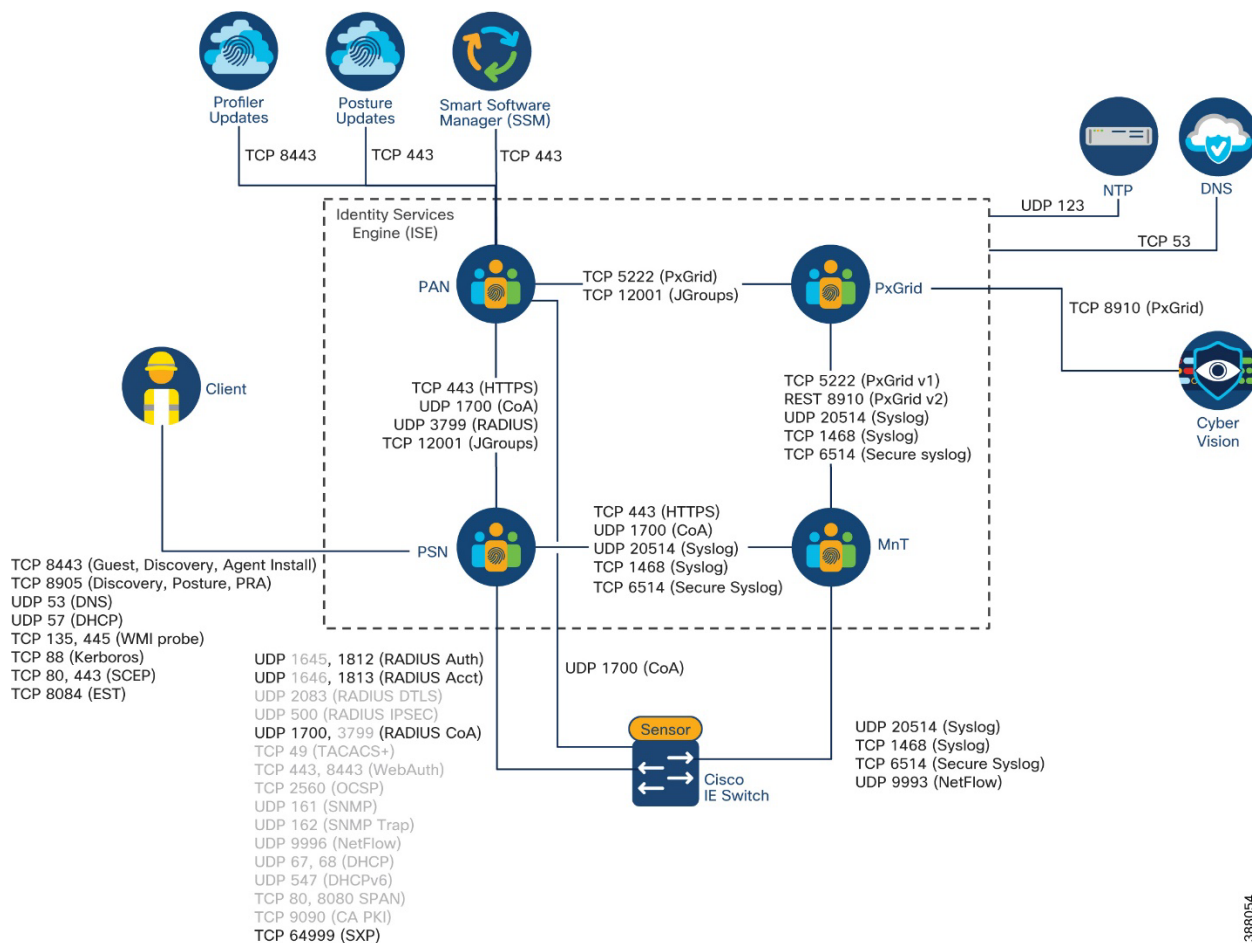 Profiler
Updates
Posture
Updates
Smart Software
Manager (SSM)
TCP 8443
TCP 443
TCP 443
NTP
DNS
UDP 123
TCP 53
Identity Services
Engine (ISE)
PAN
TCP 5222 (PxGrid)
TCP 12001 (JGroups)
PxGrid
TCP 8910 (PxGrid)
Client
TCP 443 (HTTPS)
UDP 1700 (CoA)
UDP 3799 (RADIUS)
TCP 12001 (JGroups)
TCP 5222 (PxGrid v1)
REST 8910 (PxGrid v2)
UDP 20514 (Syslog)
TCP 1468 (Syslog)
TCP 6514 (Secure syslog)
Cyber
Vision
PSN
TCP 443 (HTTPS)
UDP 1700 (CoA)
UDP 20514 (Syslog)
TCP 1468 (Syslog)
TCP 6514 (Secure Syslog)
MnT
TCP 8443 (Guest, Discovery, Agent Install)
TCP 8905 (Discovery, Posture, PRA)
UDP 53 (DNS)
UDP 57 (DHCP)
TCP 135, 445 (WMI probe)
TCP 88 (Kerboros)
TCP 80, 443 (SCEP)
TCP 8084 (EST)
UDP 1645, 1812 (RADIUS Auth)
UDP 1646, 1813 (RADIUS Acct)
UDP 2083 (RADIUS DTLS)
UDP 500 (RADIUS IPSEC)
UDP 1700, 3799 (RADIUS CoA)
TCP 49 (TACACS+)
TCP 443, 8443 (WebAuth)
TCP 2560 (OCSP)
UDP 161 (SNMP)
UDP 162 (SNMP Trap)
UDP 9996 (NetFlow)
UDP 67, 68 (DHCP)
UDP 547 (DHCPv6)
TCP 80, 8080 SPAN)
TCP 9090 (CA PKI)
TCP 64999 (SXP)
UDP 1700 (CoA)
Sensor
Cisco
IE Switch
UDP 20514 (Syslog)
TCP 1468 (Syslog)
TCP 6514 (Secure Syslog)
UDP 9993 (NetFlow)
388054